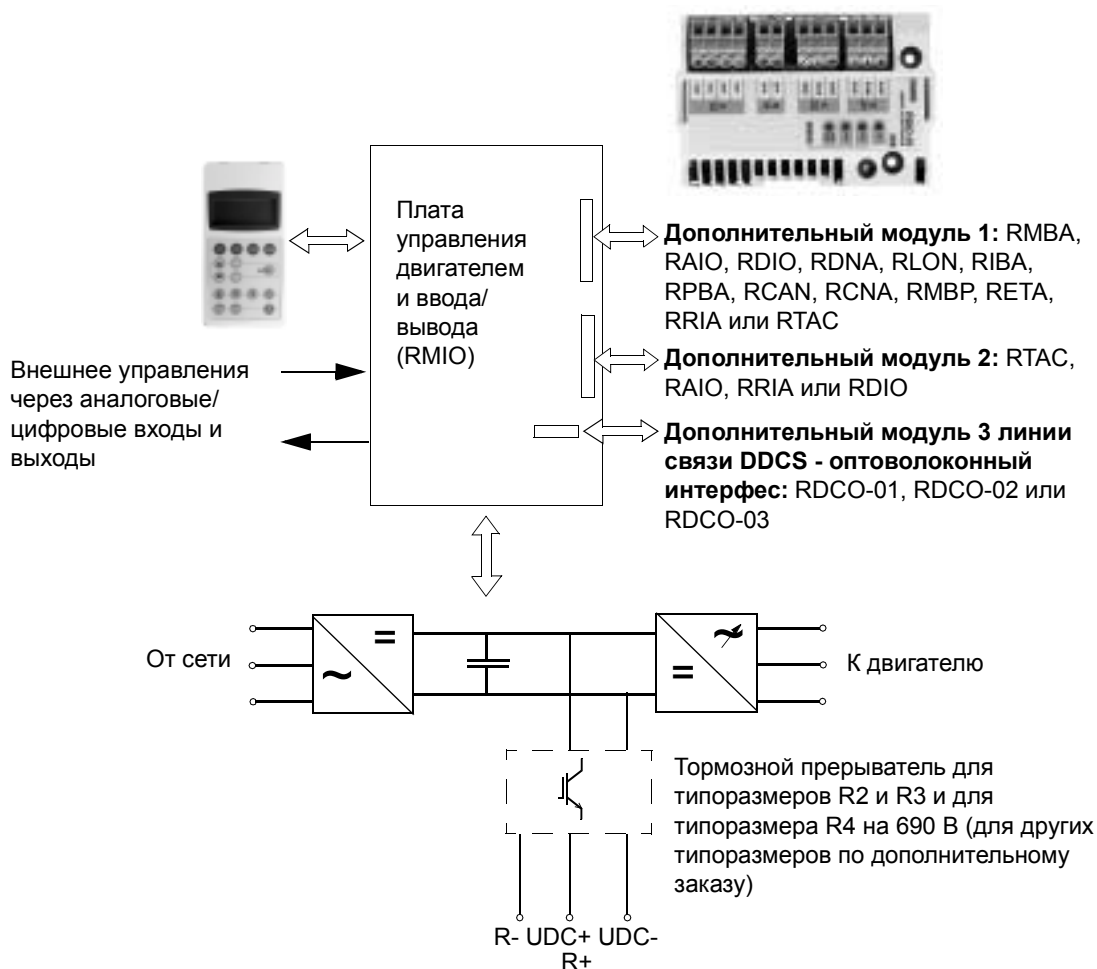 Плата
управления
двигателем
и ввода/
вывода
(RMIO)
Дополнительный модуль 1: RMBA,
RAIO, RDIO, RDNA, RLON, RIBA,
RPBA, RCAN, RCNA, RMBP, RETA,
RRIA или RTAC
Внешнее управления
через аналоговые/
цифровые входы и
выходы
Дополнительный модуль 2: RTAC,
RAIO, RRIA или RDIO
Дополнительный модуль 3 линии
связи DDCS - оптоволоконный
интерфес: RDCO-01, RDCO-02 или
RDCO-03
От сети
=
~
~
=
К двигателю
Тормозной прерыватель для
типоразмеров R2 и R3 и для
типоразмера R4 на 690 В (для других
типоразмеров по дополнительному
заказу)
R- UDC+ UDC-
R+